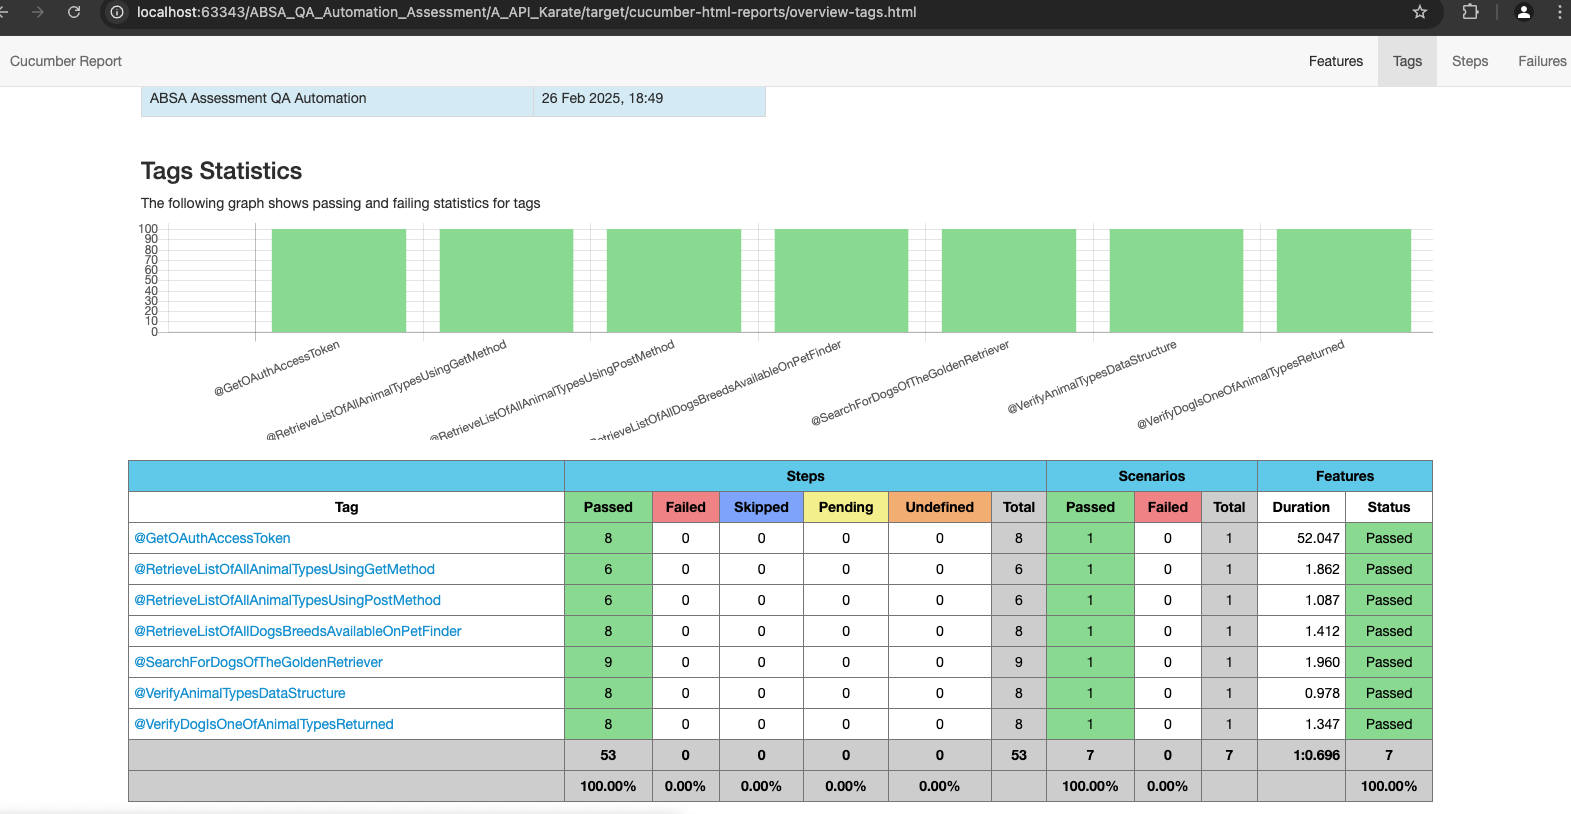 localhost:63343/ABSA_QA_Automation_Assessment/A_API_Karate/target/cucumber-html-reports/overview-tags.html
Cucumber Report Features Tags Steps Failures
ABSA Assessment QA Automation 26 Feb 2025, 18:49
Tags Statistics
The following graph shows passing and failing statistics for tags
100
90
80
70
60
50
40
30
20
10
0
@GetOAuthAccessToken
@RetrieveListOfAllAnimalTypesUsingGetMethod
@RetrieveListOfAllAnimalTypesUsingPostMethod
RetrieveListOfAllDogsBreedsAvailableOnPetFinder
@SearchForDogsOfTheGoldenRetriever
@VerifyAnimalTypesDataStructure
@VerifyDogIsOneOfAnimalTypesReturned
Steps Scenarios Features
Tag Passed Failed Skipped Pending Undefined Total Passed Failed Total Duration Status
@GetOAuthAccessToken 8 0 0 0 0 8 1 0 1 52.047 Passed
@RetrieveListOfAllAnimalTypesUsingGetMethod 6 0 0 0 0 6 1 0 1 1.862 Passed
@RetrieveListOfAllAnimalTypesUsingPostMethod 6 0 0 0 0 6 1 0 1 1.087 Passed
@RetrieveListOfAllDogsBreedsAvailableOnPetFinder 8 0 0 0 0 8 1 0 1 1.412 Passed
@SearchForDogsOfTheGoldenRetriever 9 0 0 0 0 9 1 0 1 1.960 Passed
@VerifyAnimalTypesDataStructure 8 0 0 0 0 8 1 0 1 0.978 Passed
@VerifyDogIsOneOfAnimalTypesReturned 8 0 0 0 0 8 1 0 1 1.347 Passed
53 0 0 0 0 53 7 0 7 1:0.696 7
100.00% 0.00% 0.00% 0.00% 0.00% 100.00% 0.00% 100.00%